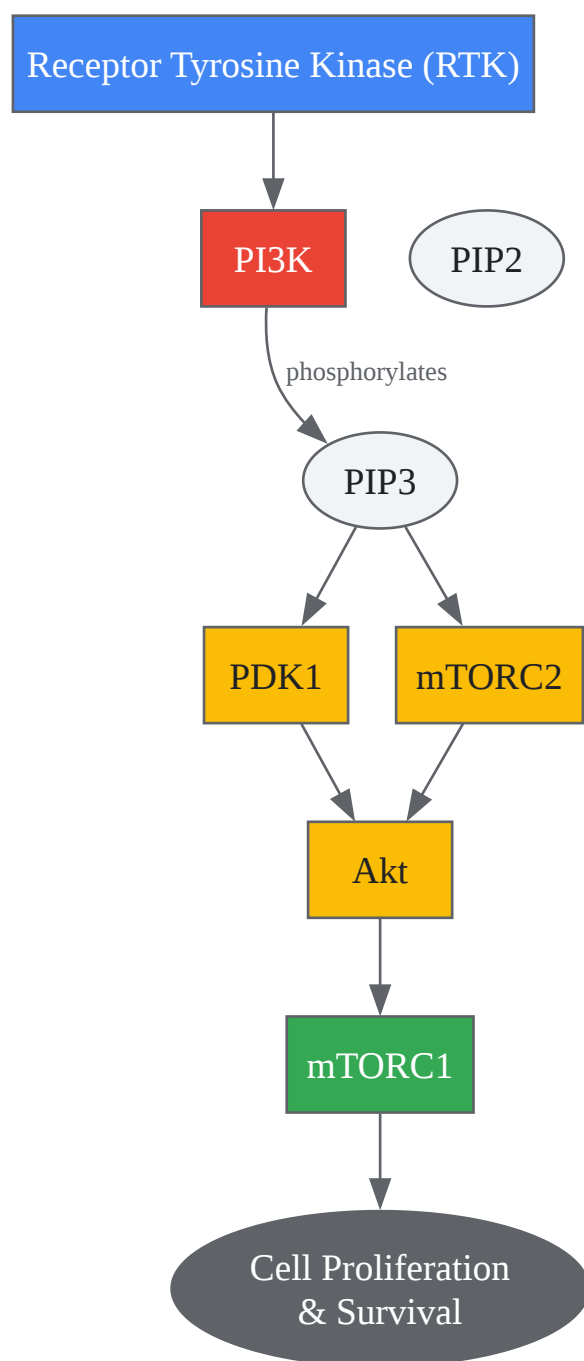 Receptor Tyrosine Kinase (RTK)
PI3K
PIP2
phosphorylates
PIP3
PDK1
mTORC2
Akt
mTORC1
Cell Proliferation
& Survival